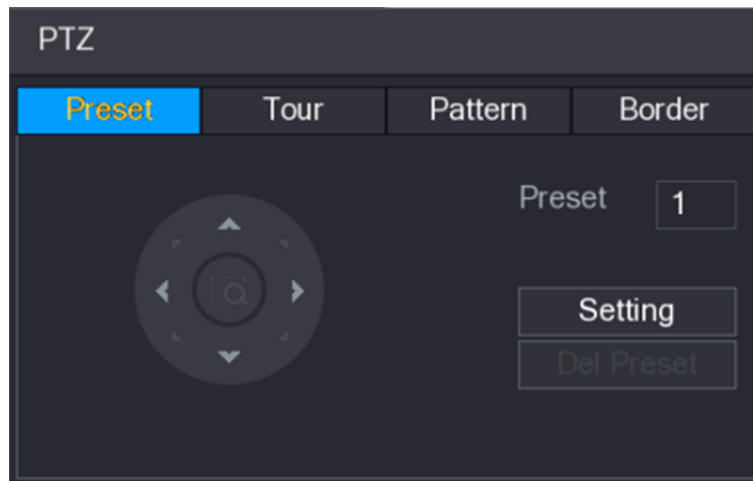 PTZ
Preset Tour Pattern Border
Preset 1
Setting
Del Preset